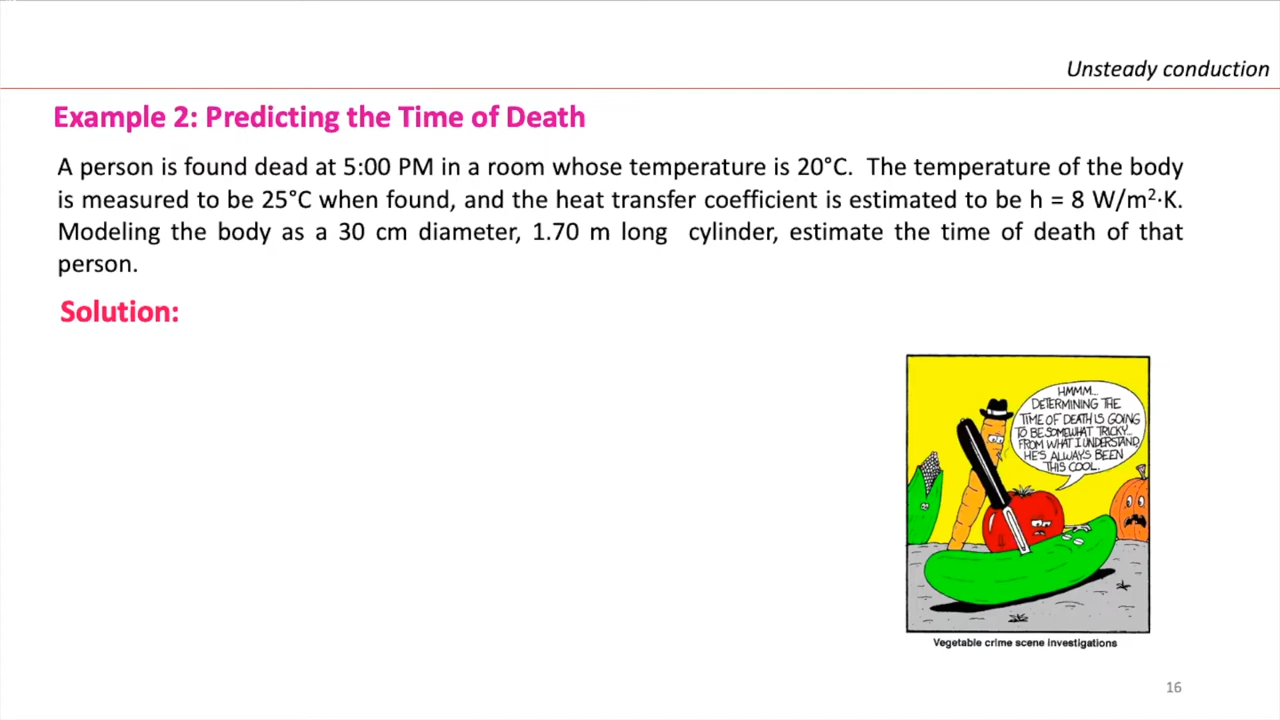 Unsteady conduction
Example 2: Predicting the Time of Death
A person is found dead at 5:00 PM in a room whose temperature is 20°C. The temperature of the body
is measured to be 25°C when found, and the heat transfer coefficient is estimated to be h = 8 W/m²·K.
Modeling the body as a 30 cm diameter, 1.70 m long cylinder, estimate the time of death of that
person.
Solution:
HMMM...
DETERMINING THE
TIME OF DEATH IS GOING
TO BE SOMEWHAT TRICKY...
FROM WHAT I UNDERSTAND,
HE'S ALWAYS BEEN
THIS COOL.
Vegetable crime scene investigations
16